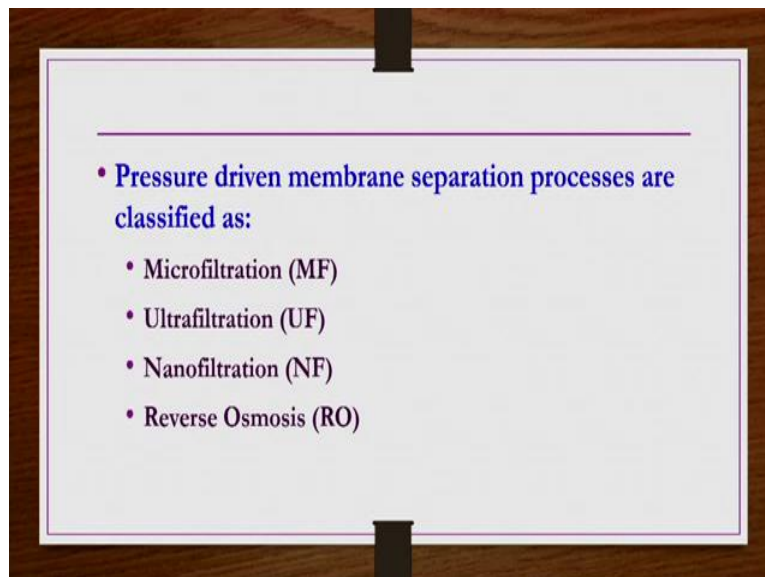 • Pressure driven membrane separation processes are
classified as:
• Microfiltration (MF)
• Ultrafiltration (UF)
• Nanofiltration (NF)
• Reverse Osmosis (RO)